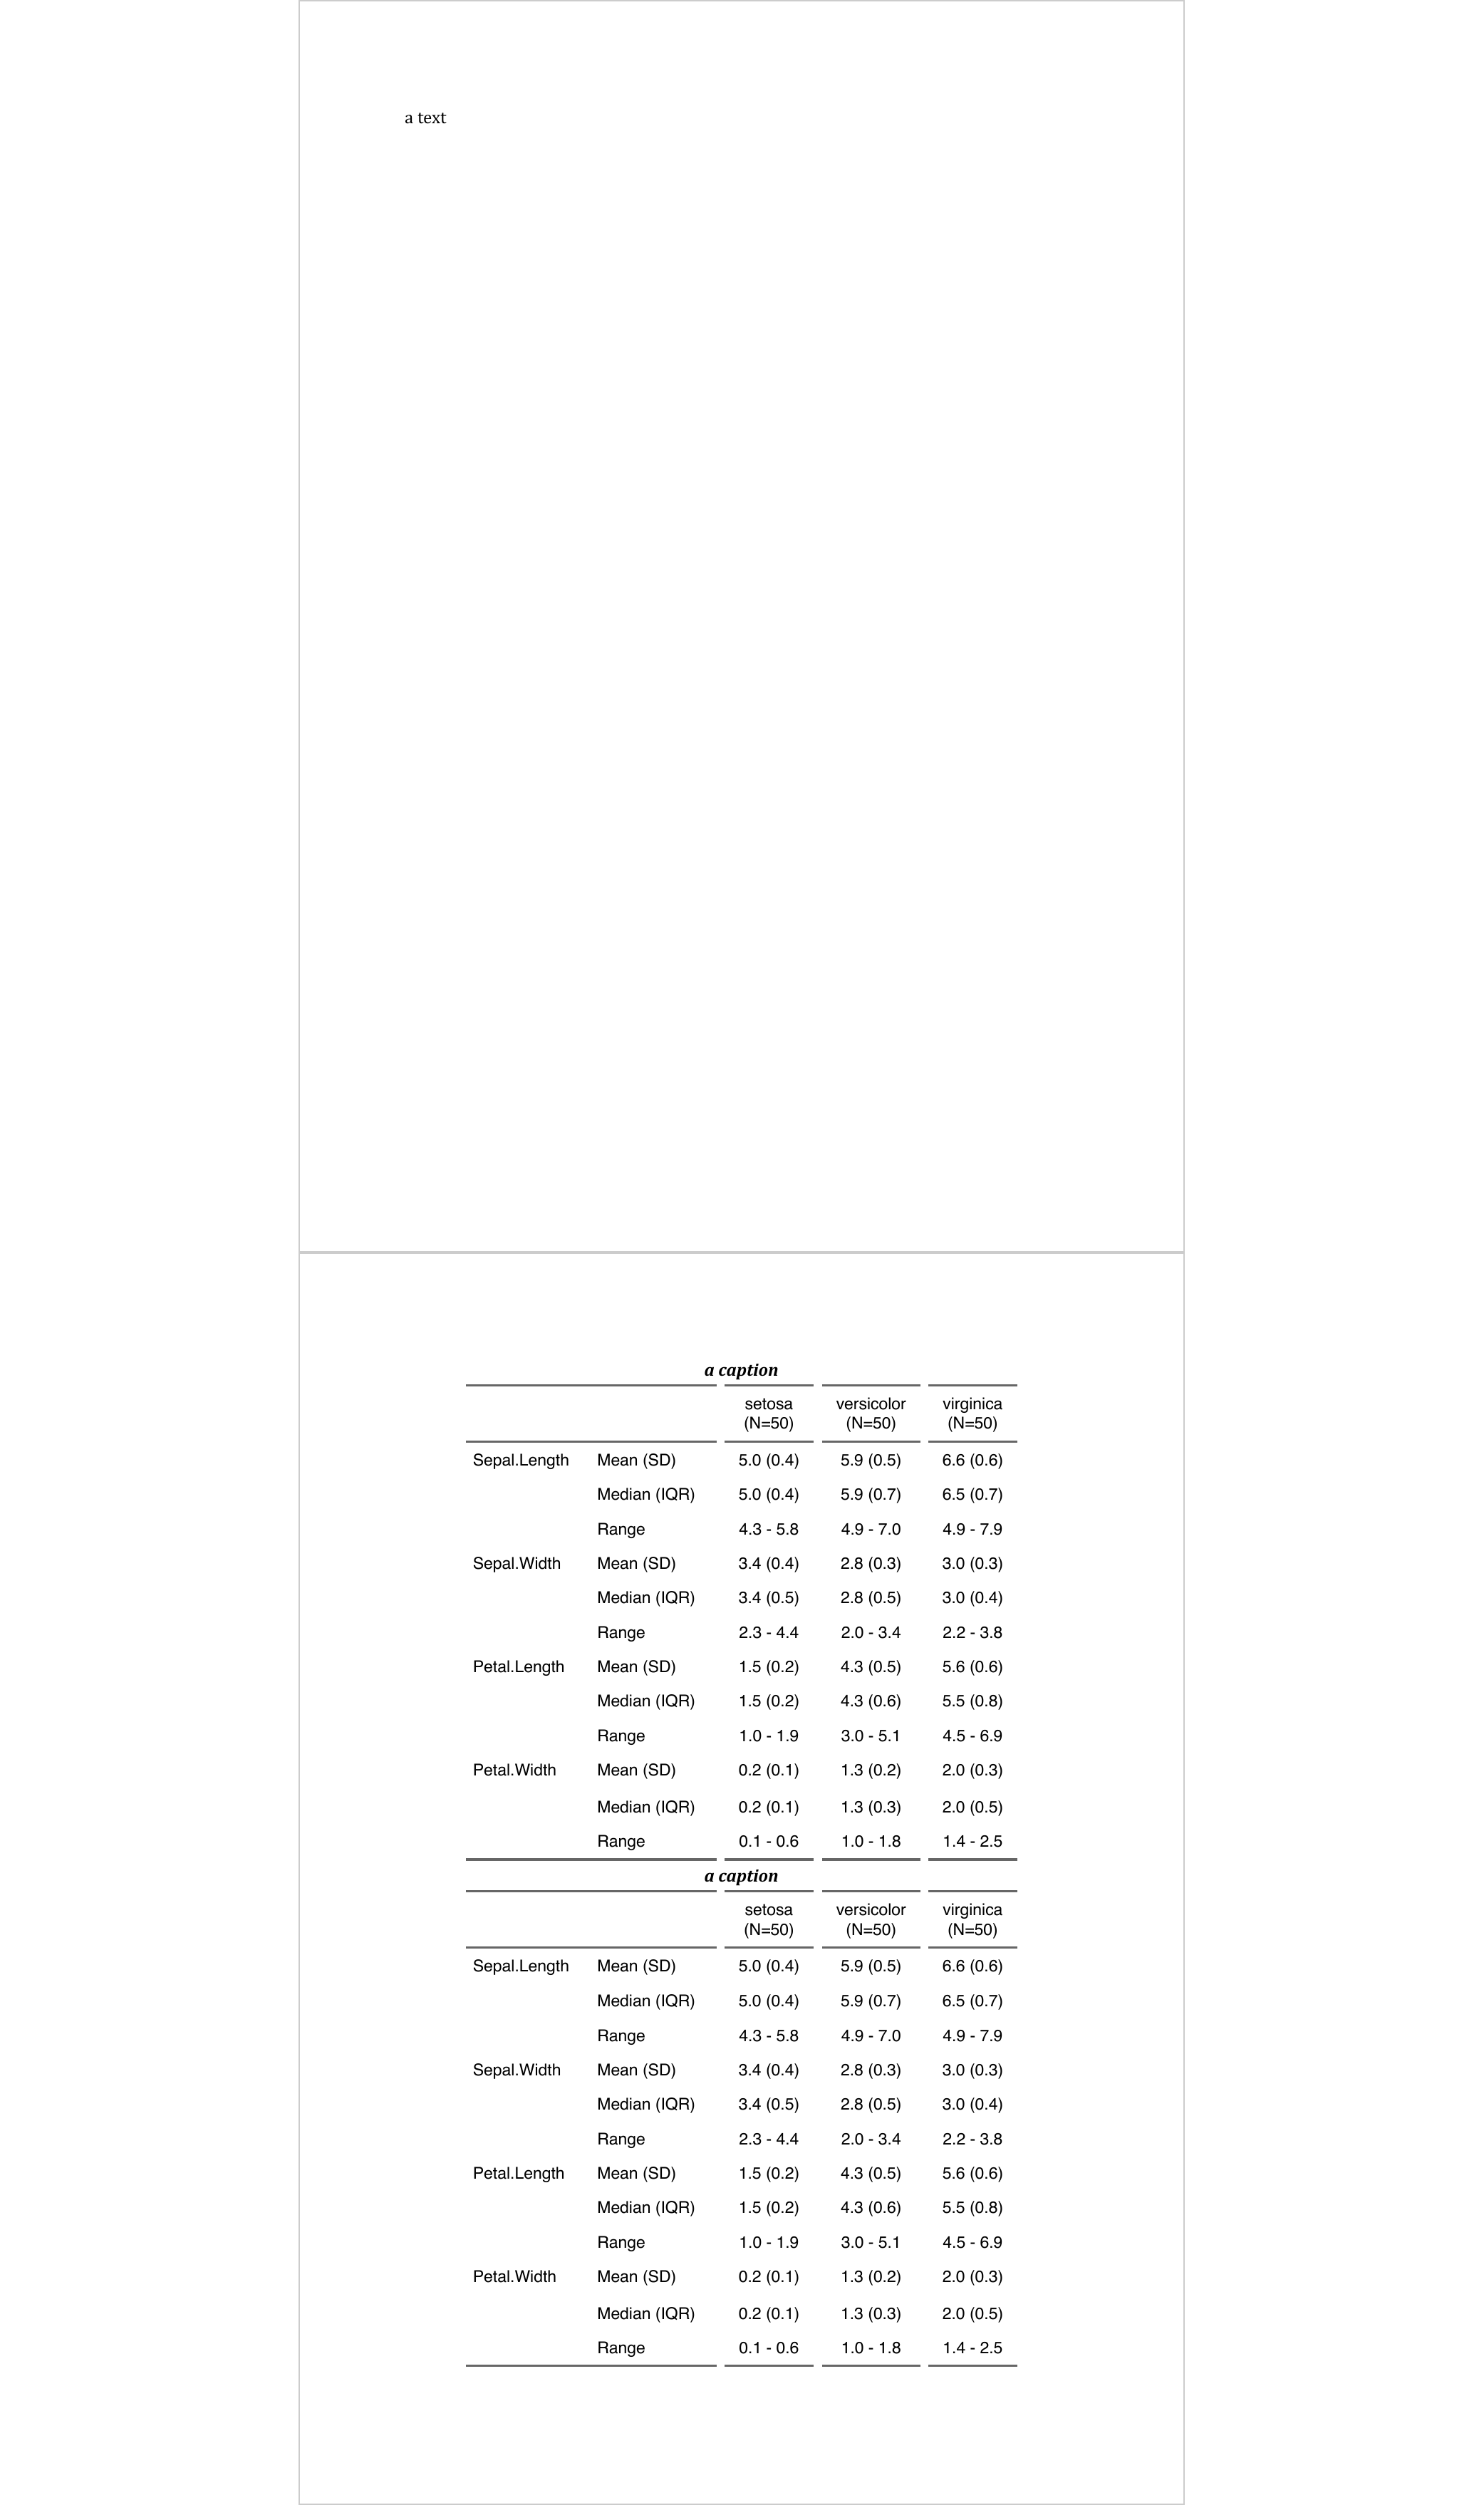 a text
a caption
setosa (N=50) versicolor (N=50) virginica (N=50)
Sepal.Length Mean (SD) 5.0 (0.4) 5.9 (0.5) 6.6 (0.6)
Median (IQR) 5.0 (0.4) 5.9 (0.7) 6.5 (0.7)
Range 4.3 - 5.8 4.9 - 7.0 4.9 - 7.9
Sepal.Width Mean (SD) 3.4 (0.4) 2.8 (0.3) 3.0 (0.3)
Median (IQR) 3.4 (0.5) 2.8 (0.5) 3.0 (0.4)
Range 2.3 - 4.4 2.0 - 3.4 2.2 - 3.8
Petal.Length Mean (SD) 1.5 (0.2) 4.3 (0.5) 5.6 (0.6)
Median (IQR) 1.5 (0.2) 4.3 (0.6) 5.5 (0.8)
Range 1.0 - 1.9 3.0 - 5.1 4.5 - 6.9
Petal.Width Mean (SD) 0.2 (0.1) 1.3 (0.2) 2.0 (0.3)
Median (IQR) 0.2 (0.1) 1.3 (0.3) 2.0 (0.5)
Range 0.1 - 0.6 1.0 - 1.8 1.4 - 2.5
a caption
setosa (N=50) versicolor (N=50) virginica (N=50)
Sepal.Length Mean (SD) 5.0 (0.4) 5.9 (0.5) 6.6 (0.6)
Median (IQR) 5.0 (0.4) 5.9 (0.7) 6.5 (0.7)
Range 4.3 - 5.8 4.9 - 7.0 4.9 - 7.9
Sepal.Width Mean (SD) 3.4 (0.4) 2.8 (0.3) 3.0 (0.3)
Median (IQR) 3.4 (0.5) 2.8 (0.5) 3.0 (0.4)
Range 2.3 - 4.4 2.0 - 3.4 2.2 - 3.8
Petal.Length Mean (SD) 1.5 (0.2) 4.3 (0.5) 5.6 (0.6)
Median (IQR) 1.5 (0.2) 4.3 (0.6) 5.5 (0.8)
Range 1.0 - 1.9 3.0 - 5.1 4.5 - 6.9
Petal.Width Mean (SD) 0.2 (0.1) 1.3 (0.2) 2.0 (0.3)
Median (IQR) 0.2 (0.1) 1.3 (0.3) 2.0 (0.5)
Range 0.1 - 0.6 1.0 - 1.8 1.4 - 2.5